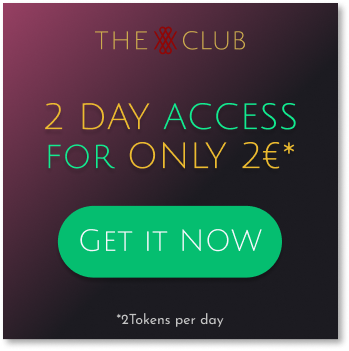 THE CLUB
2 DAY ACCESS
FOR ONLY 2€*
GET IT NOW
*2Tokens per day